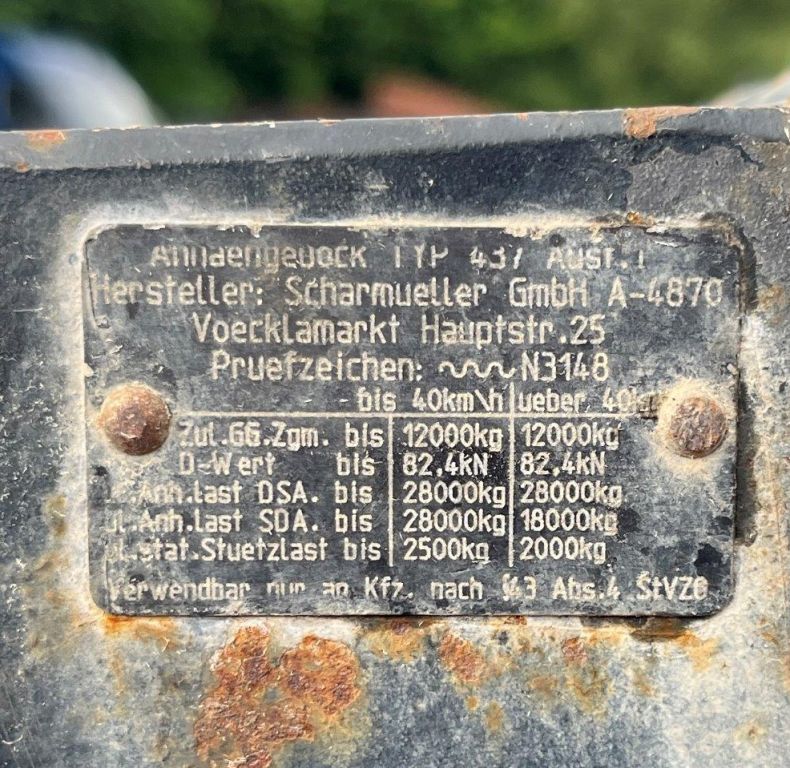 Anhaengebock TYP 437 Ausf.1
Hersteller: Scharmueller GmbH A-4870
Voecklamarkt Hauptstr.25
Pruefzeichen: N3148
bis 40km\h ueber 40km
Zul.GG.Zgm. bis 12000kg 12000kg
D-Wert bis 82,4kN 82,4kN
Anh.last DSA. bis 28000kg 28000kg
Anh.last SDA. bis 28000kg 18000kg
stat.Stuetzlast bis 2500kg 2000kg
Verwendbar nur an Kfz. nach §43 Abs.4 StVZO